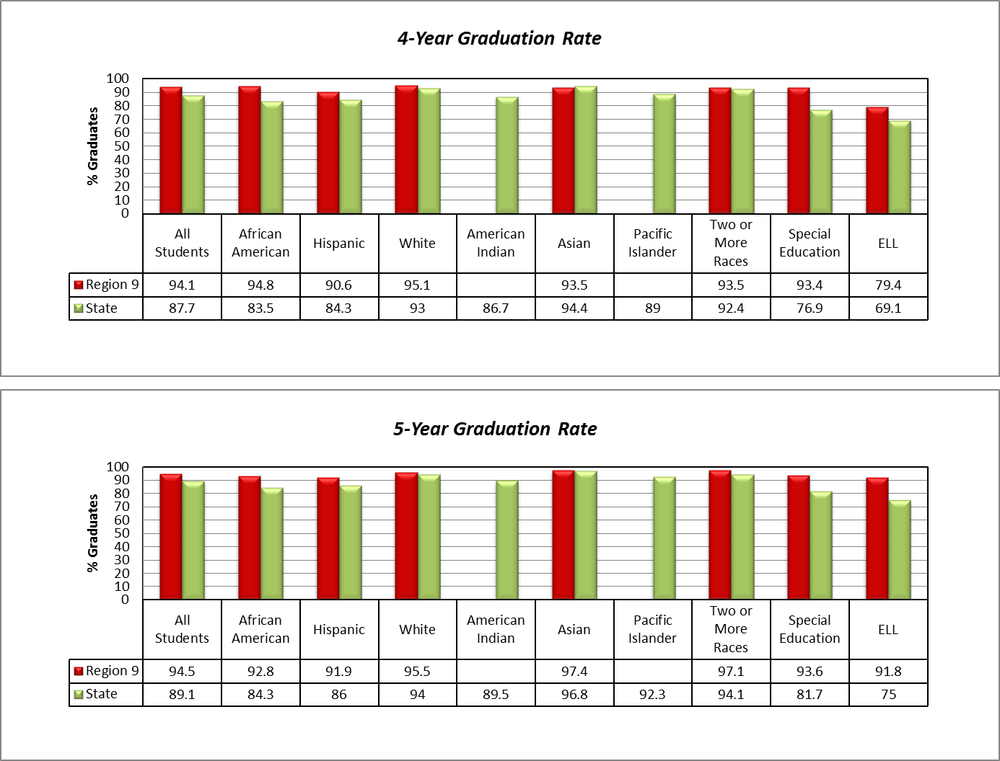 4-Year Graduation Rate
% Graduates
100
90
80
70
60
50
40
30
20
10
0
All Students
African American
Hispanic
White
American Indian
Asian
Pacific Islander
Two or More Races
Special Education
ELL
Region 9 94.1 94.8 90.6 95.1 93.5 93.5 93.4 79.4
State 87.7 83.5 84.3 93 86.7 94.4 89 92.4 76.9 69.1
5-Year Graduation Rate
% Graduates
100
90
80
70
60
50
40
30
20
10
0
All Students
African American
Hispanic
White
American Indian
Asian
Pacific Islander
Two or More Races
Special Education
ELL
Region 9 94.5 92.8 91.9 95.5 97.4 97.1 93.6 91.8
State 89.1 84.3 86 94 89.5 96.8 92.3 94.1 81.7 75